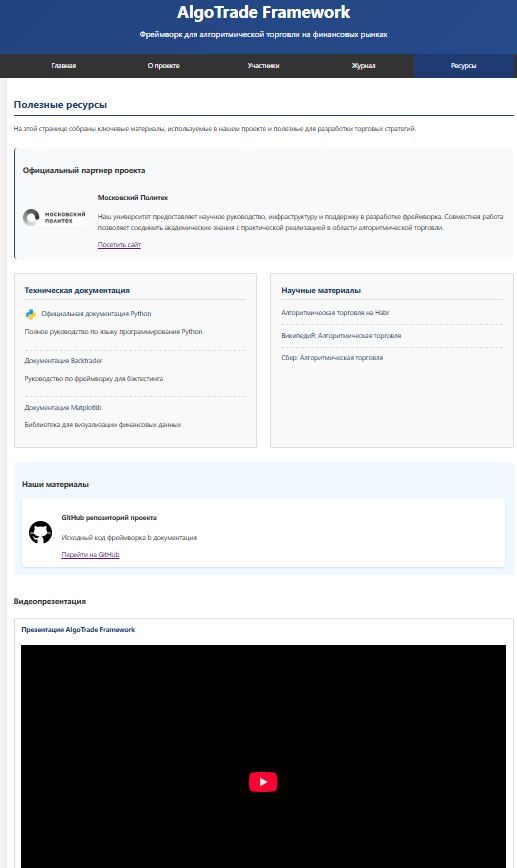 AlgoTrade Framework
Фреймворк для алгоритмической торговли на финансовых рынках
Главная
О проекте
Участники
Журнал
Ресурсы
Полезные ресурсы
На этой странице собраны ключевые материалы, используемые в нашем проекте и полезные для разработки торговых стратегий.
Официальный партнер проекта
МОСКОВСКИЙ
ПОЛИТЕХ
Московский Политех
Наш университет предоставляет научное руководство, инфраструктуру и поддержку в разработке фреймворка. Совместная работа
позволяет соединить академические знания с практической реализацией в области алгоритмической торговли.
Посетить сайт
Техническая документация
Официальная документация Python
Полное руководство по языку программирования Python
Документация Backtrader
Руководство по фреймворку для бэктестинга
Документация Matplotlib
Библиотека для визуализации финансовых данных
Научные материалы
Алгоритмическая торговля на Habr
ВикипедиЯ: Алгоритмическая торговля
Сбер: Алгоритмическая торговля
Наши материалы
GitHub репозиторий проекта
Исходный код фреймворка b документация
Перейти на GitHub
Видеопрезентация
Презентация AlgoTrade Framework